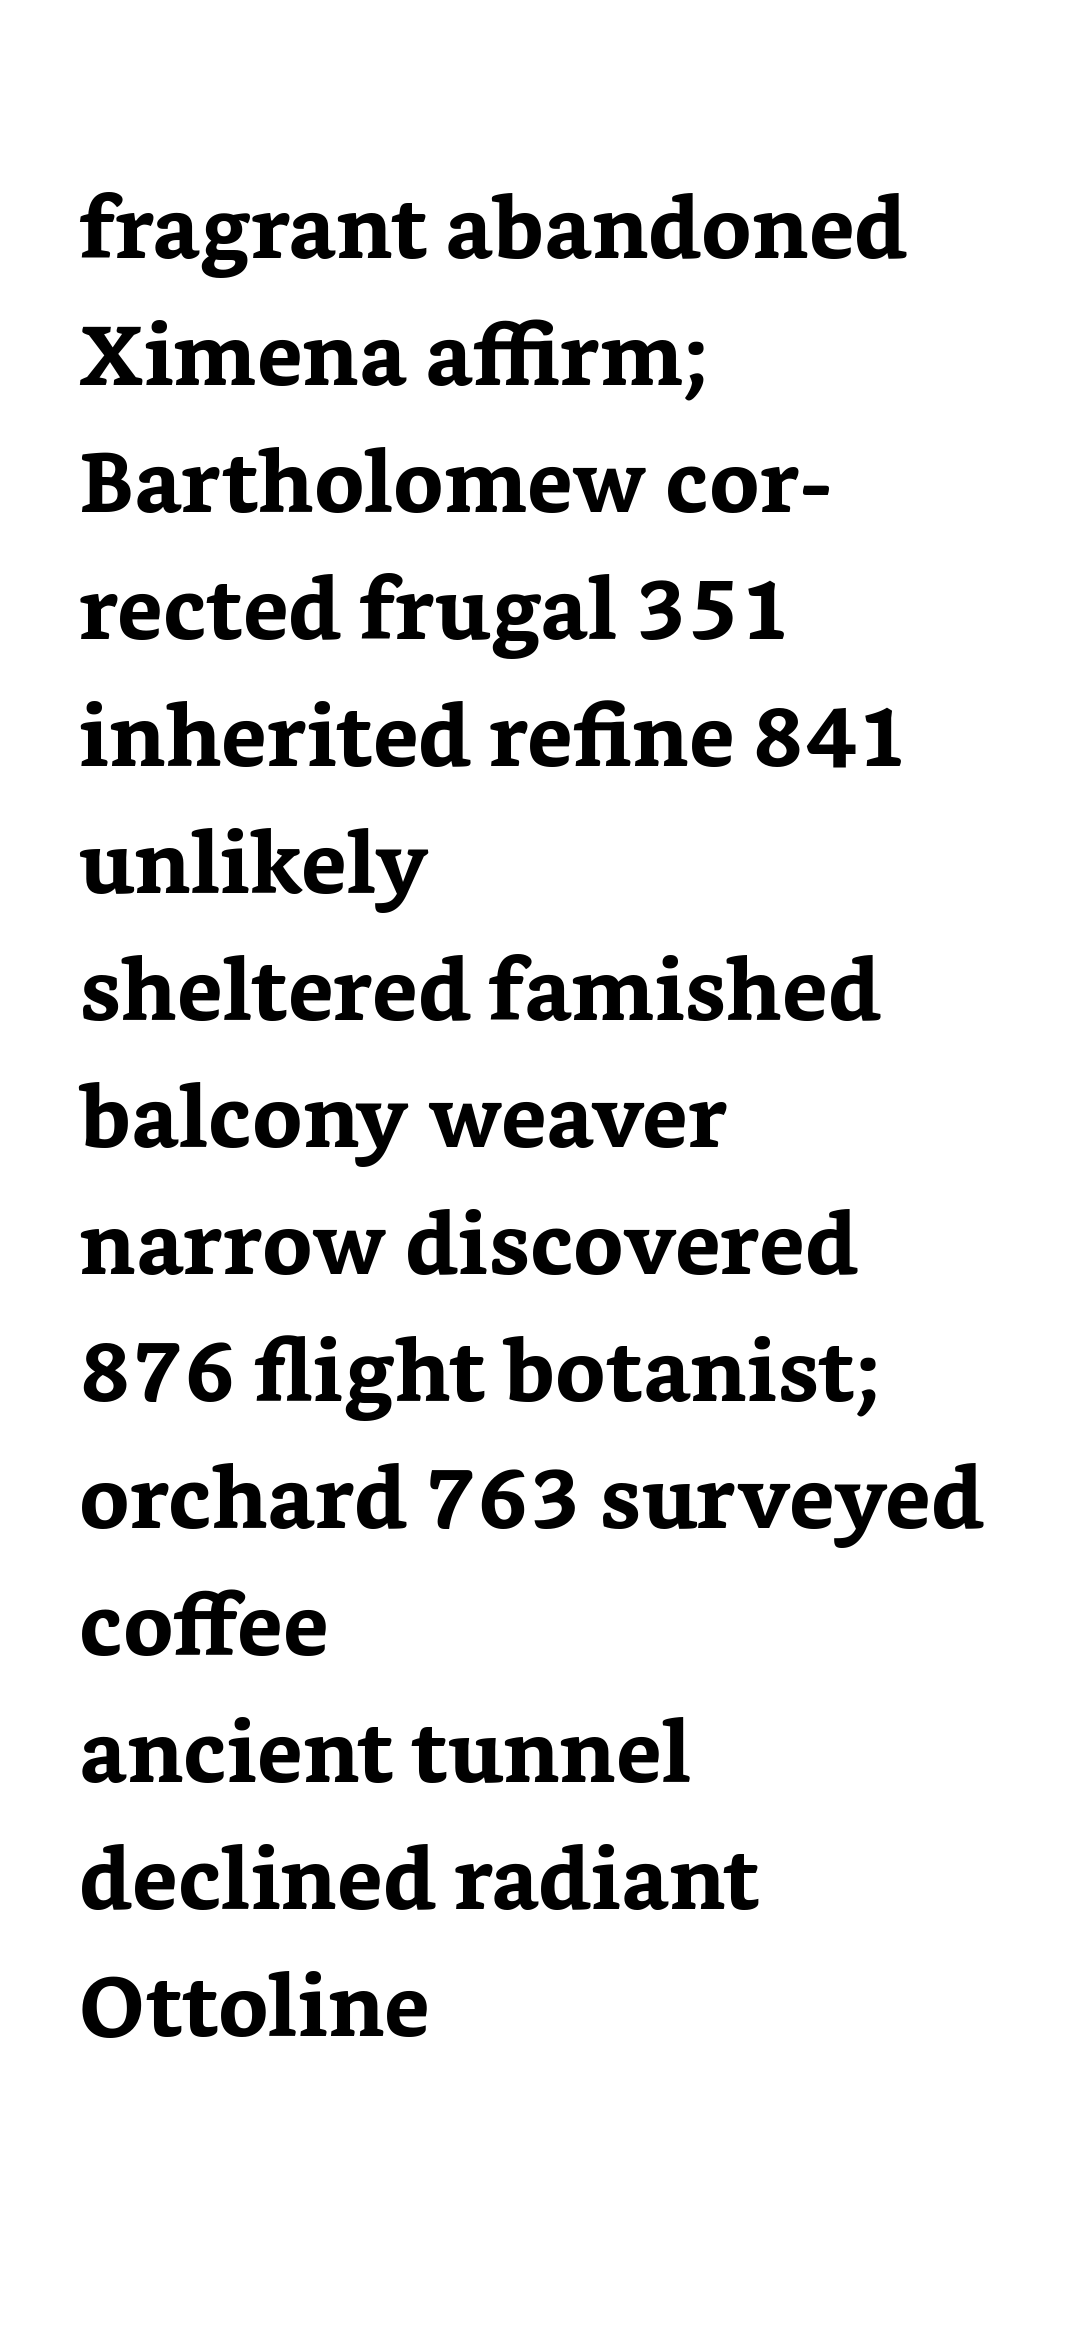 fragrant abandoned
Ximena affirm;
Bartholomew cor-
rected frugal 351
inherited refine 841
unlikely
sheltered famished
balcony weaver
narrow discovered
876 flight botanist;
orchard 763 surveyed
coffee
ancient tunnel
declined radiant
Ottoline